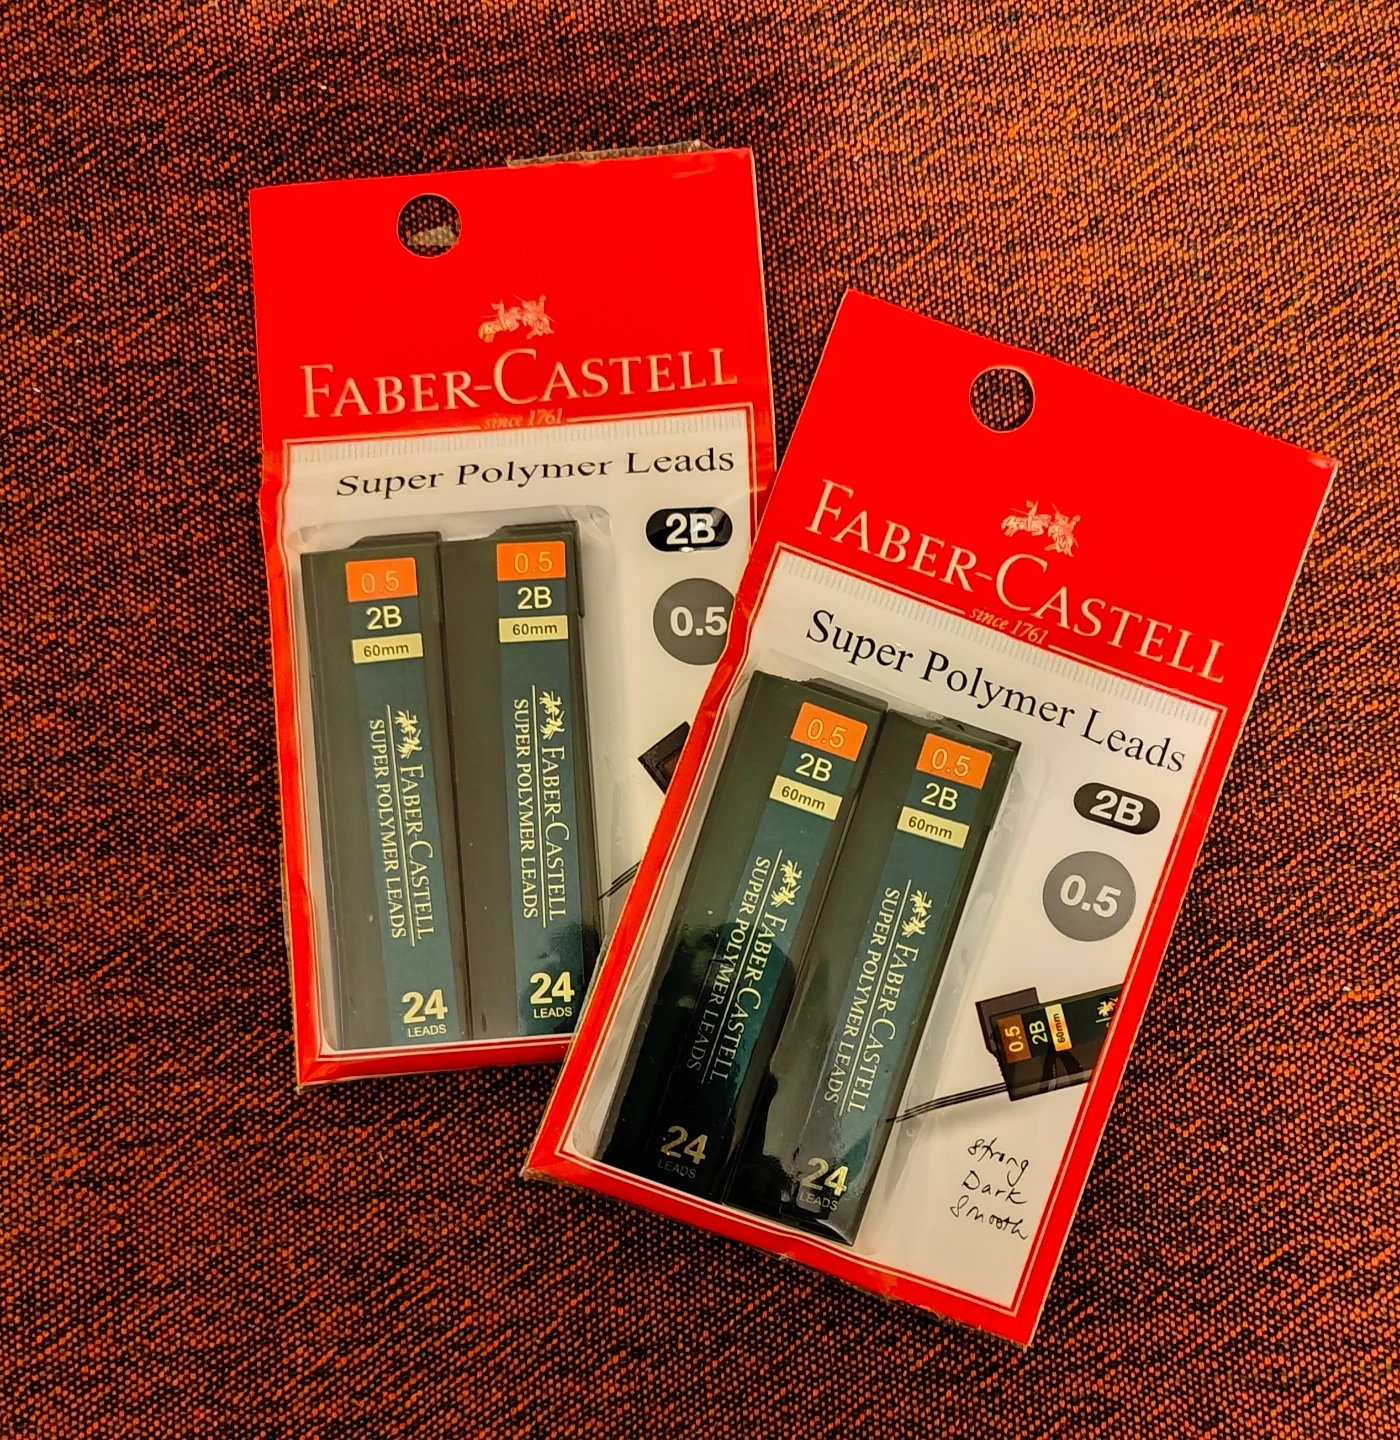 FABER-CASTELL
since 1761
Super Polymer Leads
2B
0.5
0.5
2B
60mm
FABER-CASTELL
SUPER POLYMER LEADS
24
LEADS
0.5
2B
60mm
FABER-CASTELL
SUPER POLYMER LEADS
24
LEADS
FABER-CASTELL
since 1761
Super Polymer Leads
2B
0.5
0.5
2B
60mm
FABER-CASTELL
SUPER POLYMER LEADS
24
LEADS
0.5
2B
60mm
FABER-CASTELL
SUPER POLYMER LEADS
24
LEADS
0.5
2B
60mm
Strong
Dark
Smooth